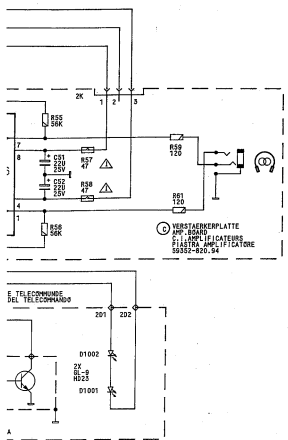 2K
1 2 3
R55
56K
7
8
C51
22U
25V
R57
47
R59
120
C52
22U
25V
R58
47
4
1
R61
120
R56
56K
C VERSTAERKERPLATTE
AMP.BOARD
C.I.AMPLIFICATEURS
PIASTRA AMPLIFICATORE
59352-820.94
E TELECOMMUNDE
DEL TELECOMMANDO
2D1 2D2
D1002
2X
GL-9
HD23
D1001
A